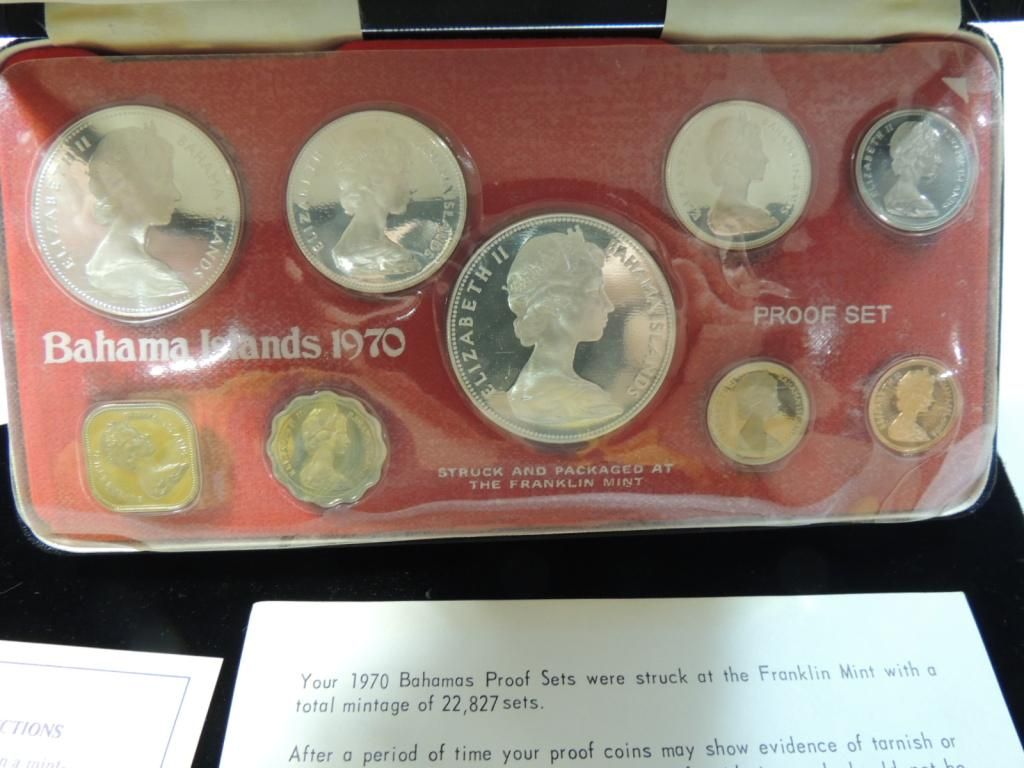 ELIZABETH II BAHAMA ISLANDS
ELIZABETH II ISLANDS
ELIZABETH II BAHAMA ISLANDS
ELIZABETH II
Bahama Islands 1970
PROOF SET
STRUCK AND PACKAGED AT
THE FRANKLIN MINT
Your 1970 Bahamas Proof Sets were struck at the Franklin Mint with a
total mintage of 22,827 sets.
After a period of time your proof coins may show evidence of tarnish or
CTIONS